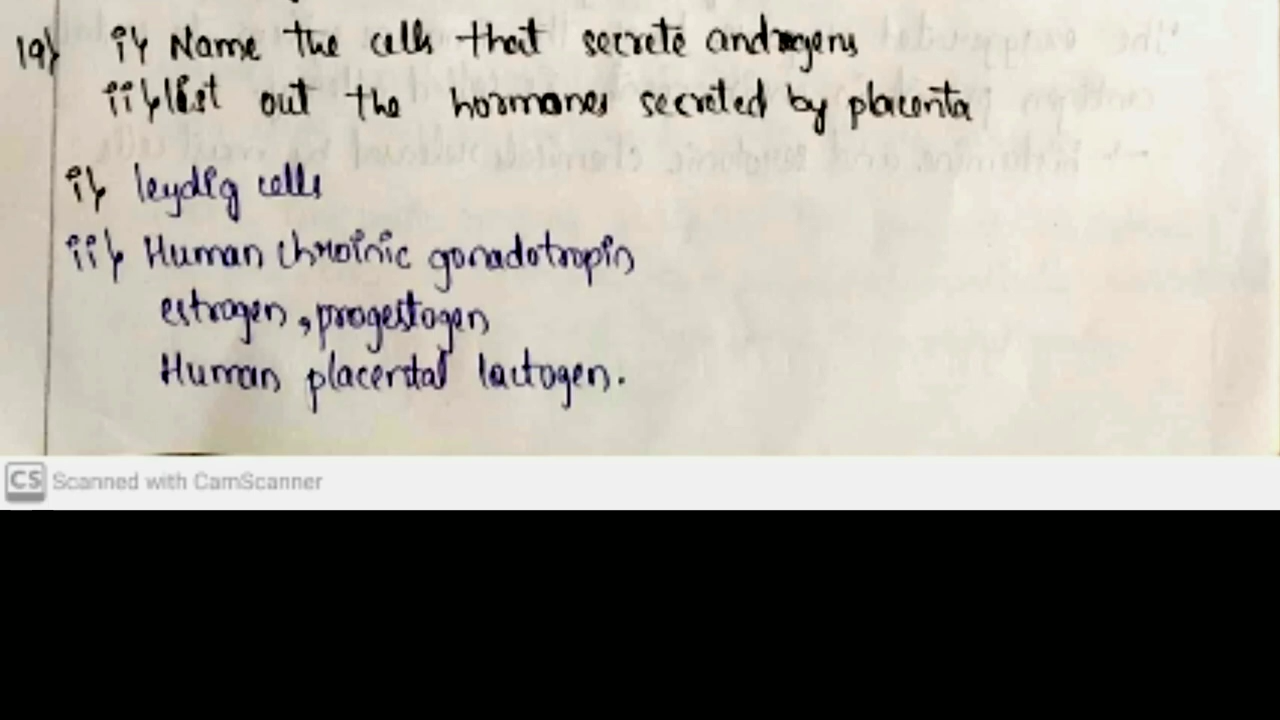 19) i) Name the cells that secrete androgens
ii) list out the hormones secreted by placenta
i) leydig cells
ii) Human chroinic gonadotropin
estrogen, progestogen
Human placental lactogen.
CS Scanned with CamScanner